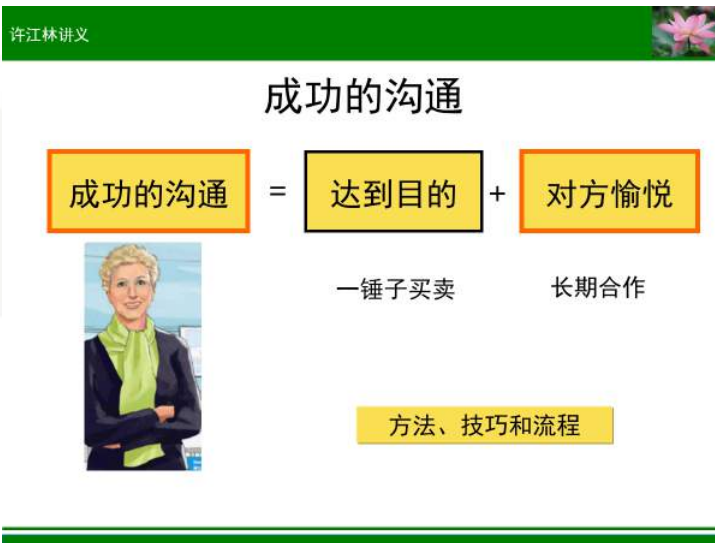 许江林讲义
成功的沟通
成功的沟通 = 达到目的 + 对方愉悦
一锤子买卖 长期合作
方法、技巧和流程